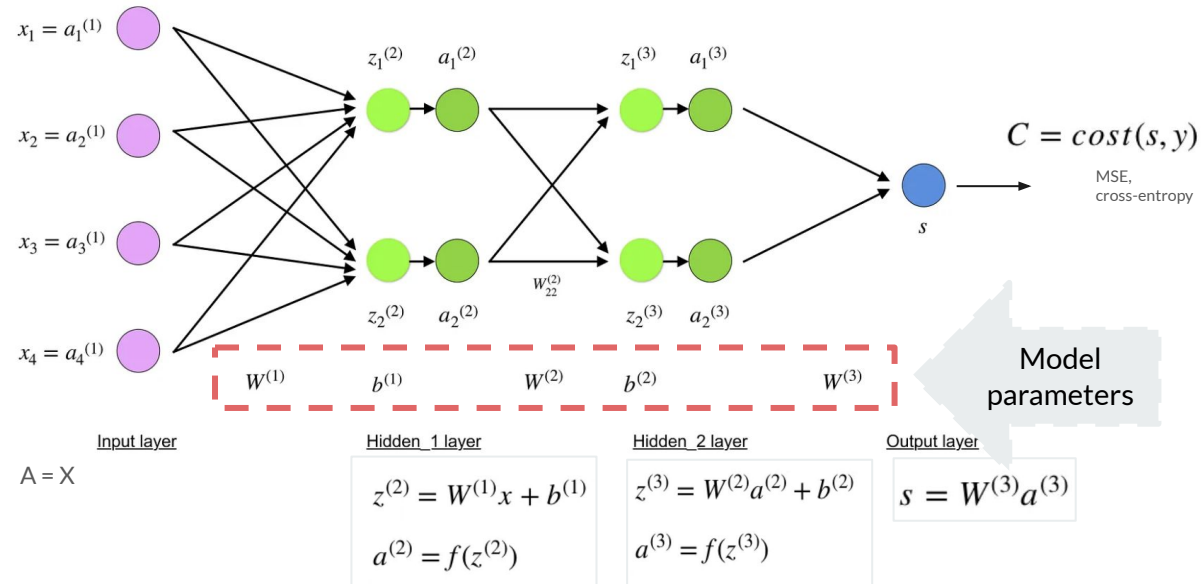 x₁ = a₁⁽¹⁾
x₂ = a₂⁽¹⁾
x₃ = a₃⁽¹⁾
x₄ = a₄⁽¹⁾
z₁⁽²⁾ a₁⁽²⁾ z₁⁽³⁾ a₁⁽³⁾
C = cost(s, y)
MSE,
cross-entropy
s
W₂₂⁽²⁾
z₂⁽²⁾ a₂⁽²⁾ z₂⁽³⁾ a₂⁽³⁾
W⁽¹⁾ b⁽¹⁾ W⁽²⁾ b⁽²⁾ W⁽³⁾
Model
parameters
Input layer Hidden_1 layer Hidden_2 layer Output layer
A = X
z⁽²⁾ = W⁽¹⁾x + b⁽¹⁾
a⁽²⁾ = f(z⁽²⁾)
z⁽³⁾ = W⁽²⁾a⁽²⁾ + b⁽²⁾
a⁽³⁾ = f(z⁽³⁾)
s = W⁽³⁾a⁽³⁾